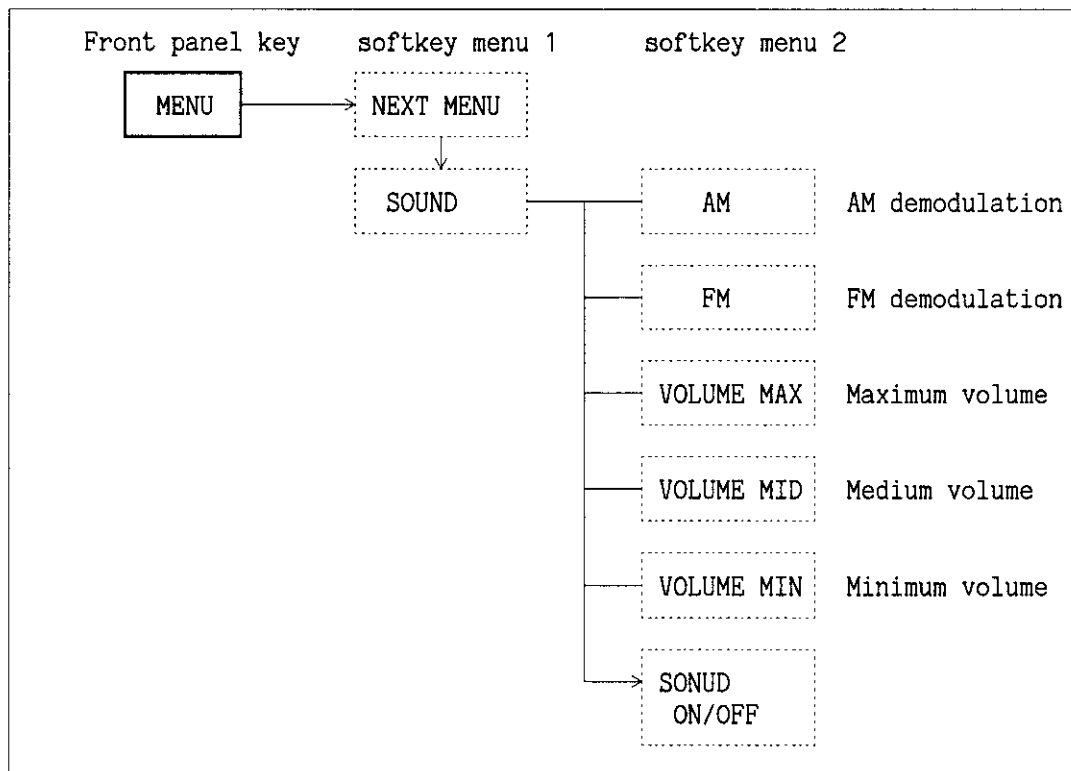 Front panel key softkey menu 1 softkey menu 2
MENU NEXT MENU
SOUND AM AM demodulation
FM FM demodulation
VOLUME MAX Maximum volume
VOLUME MID Medium volume
VOLUME MIN Minimum volume
SONUD
ON/OFF